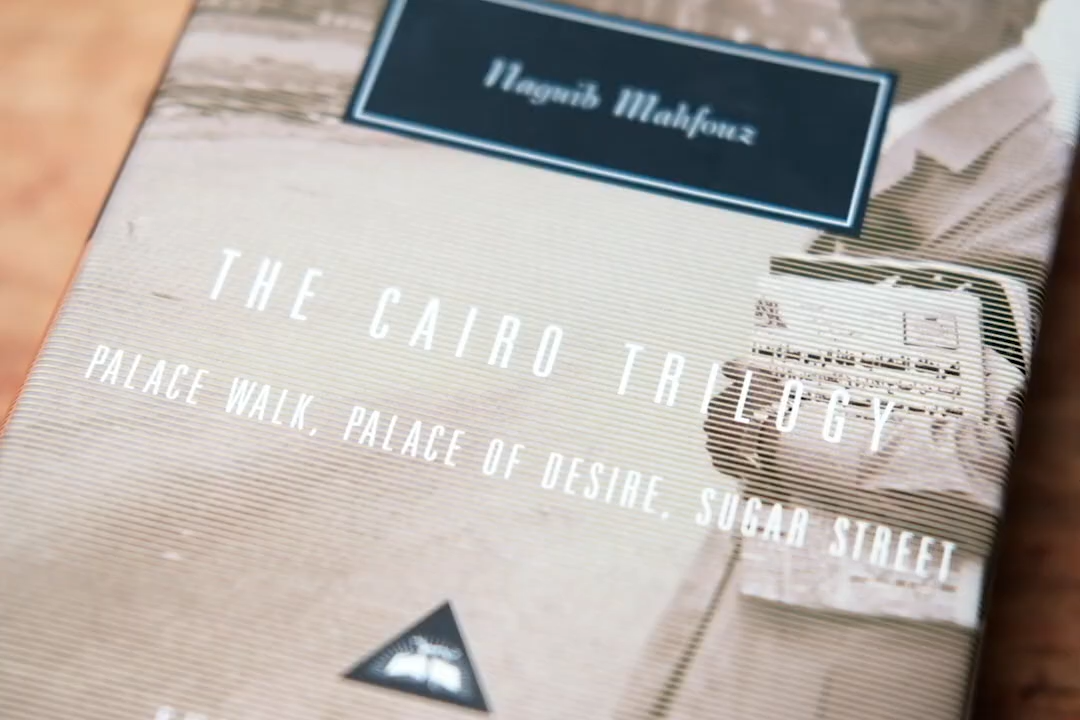 Naguib Mahfouz
THE CAIRO TRILOGY
PALACE WALK, PALACE OF DESIRE, SUGAR STREET